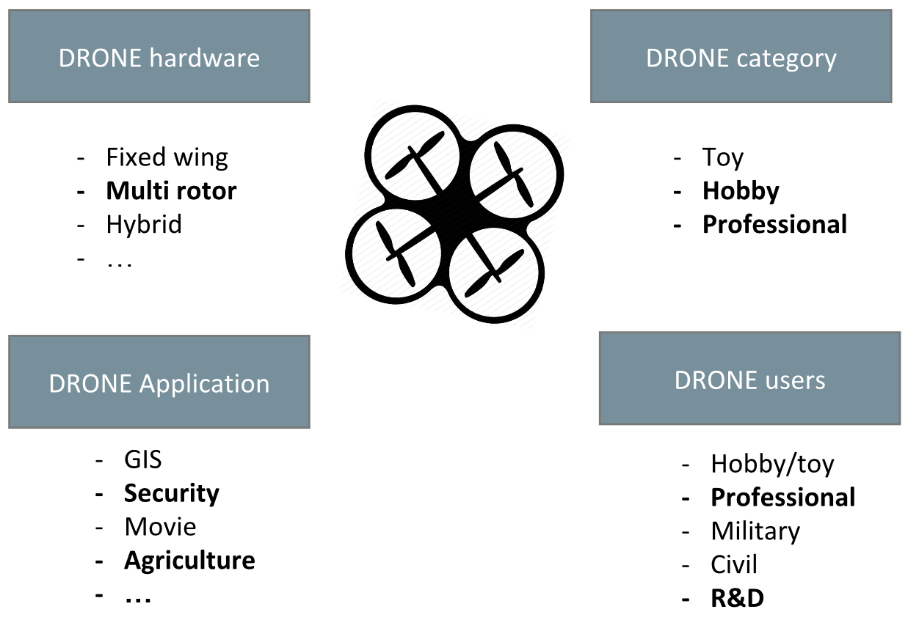 DRONE hardware
- Fixed wing
- Multi rotor
- Hybrid
- ...
DRONE category
- Toy
- Hobby
- Professional
DRONE Application
- GIS
- Security
- Movie
- Agriculture
- ...
DRONE users
- Hobby/toy
- Professional
- Military
- Civil
- R&D